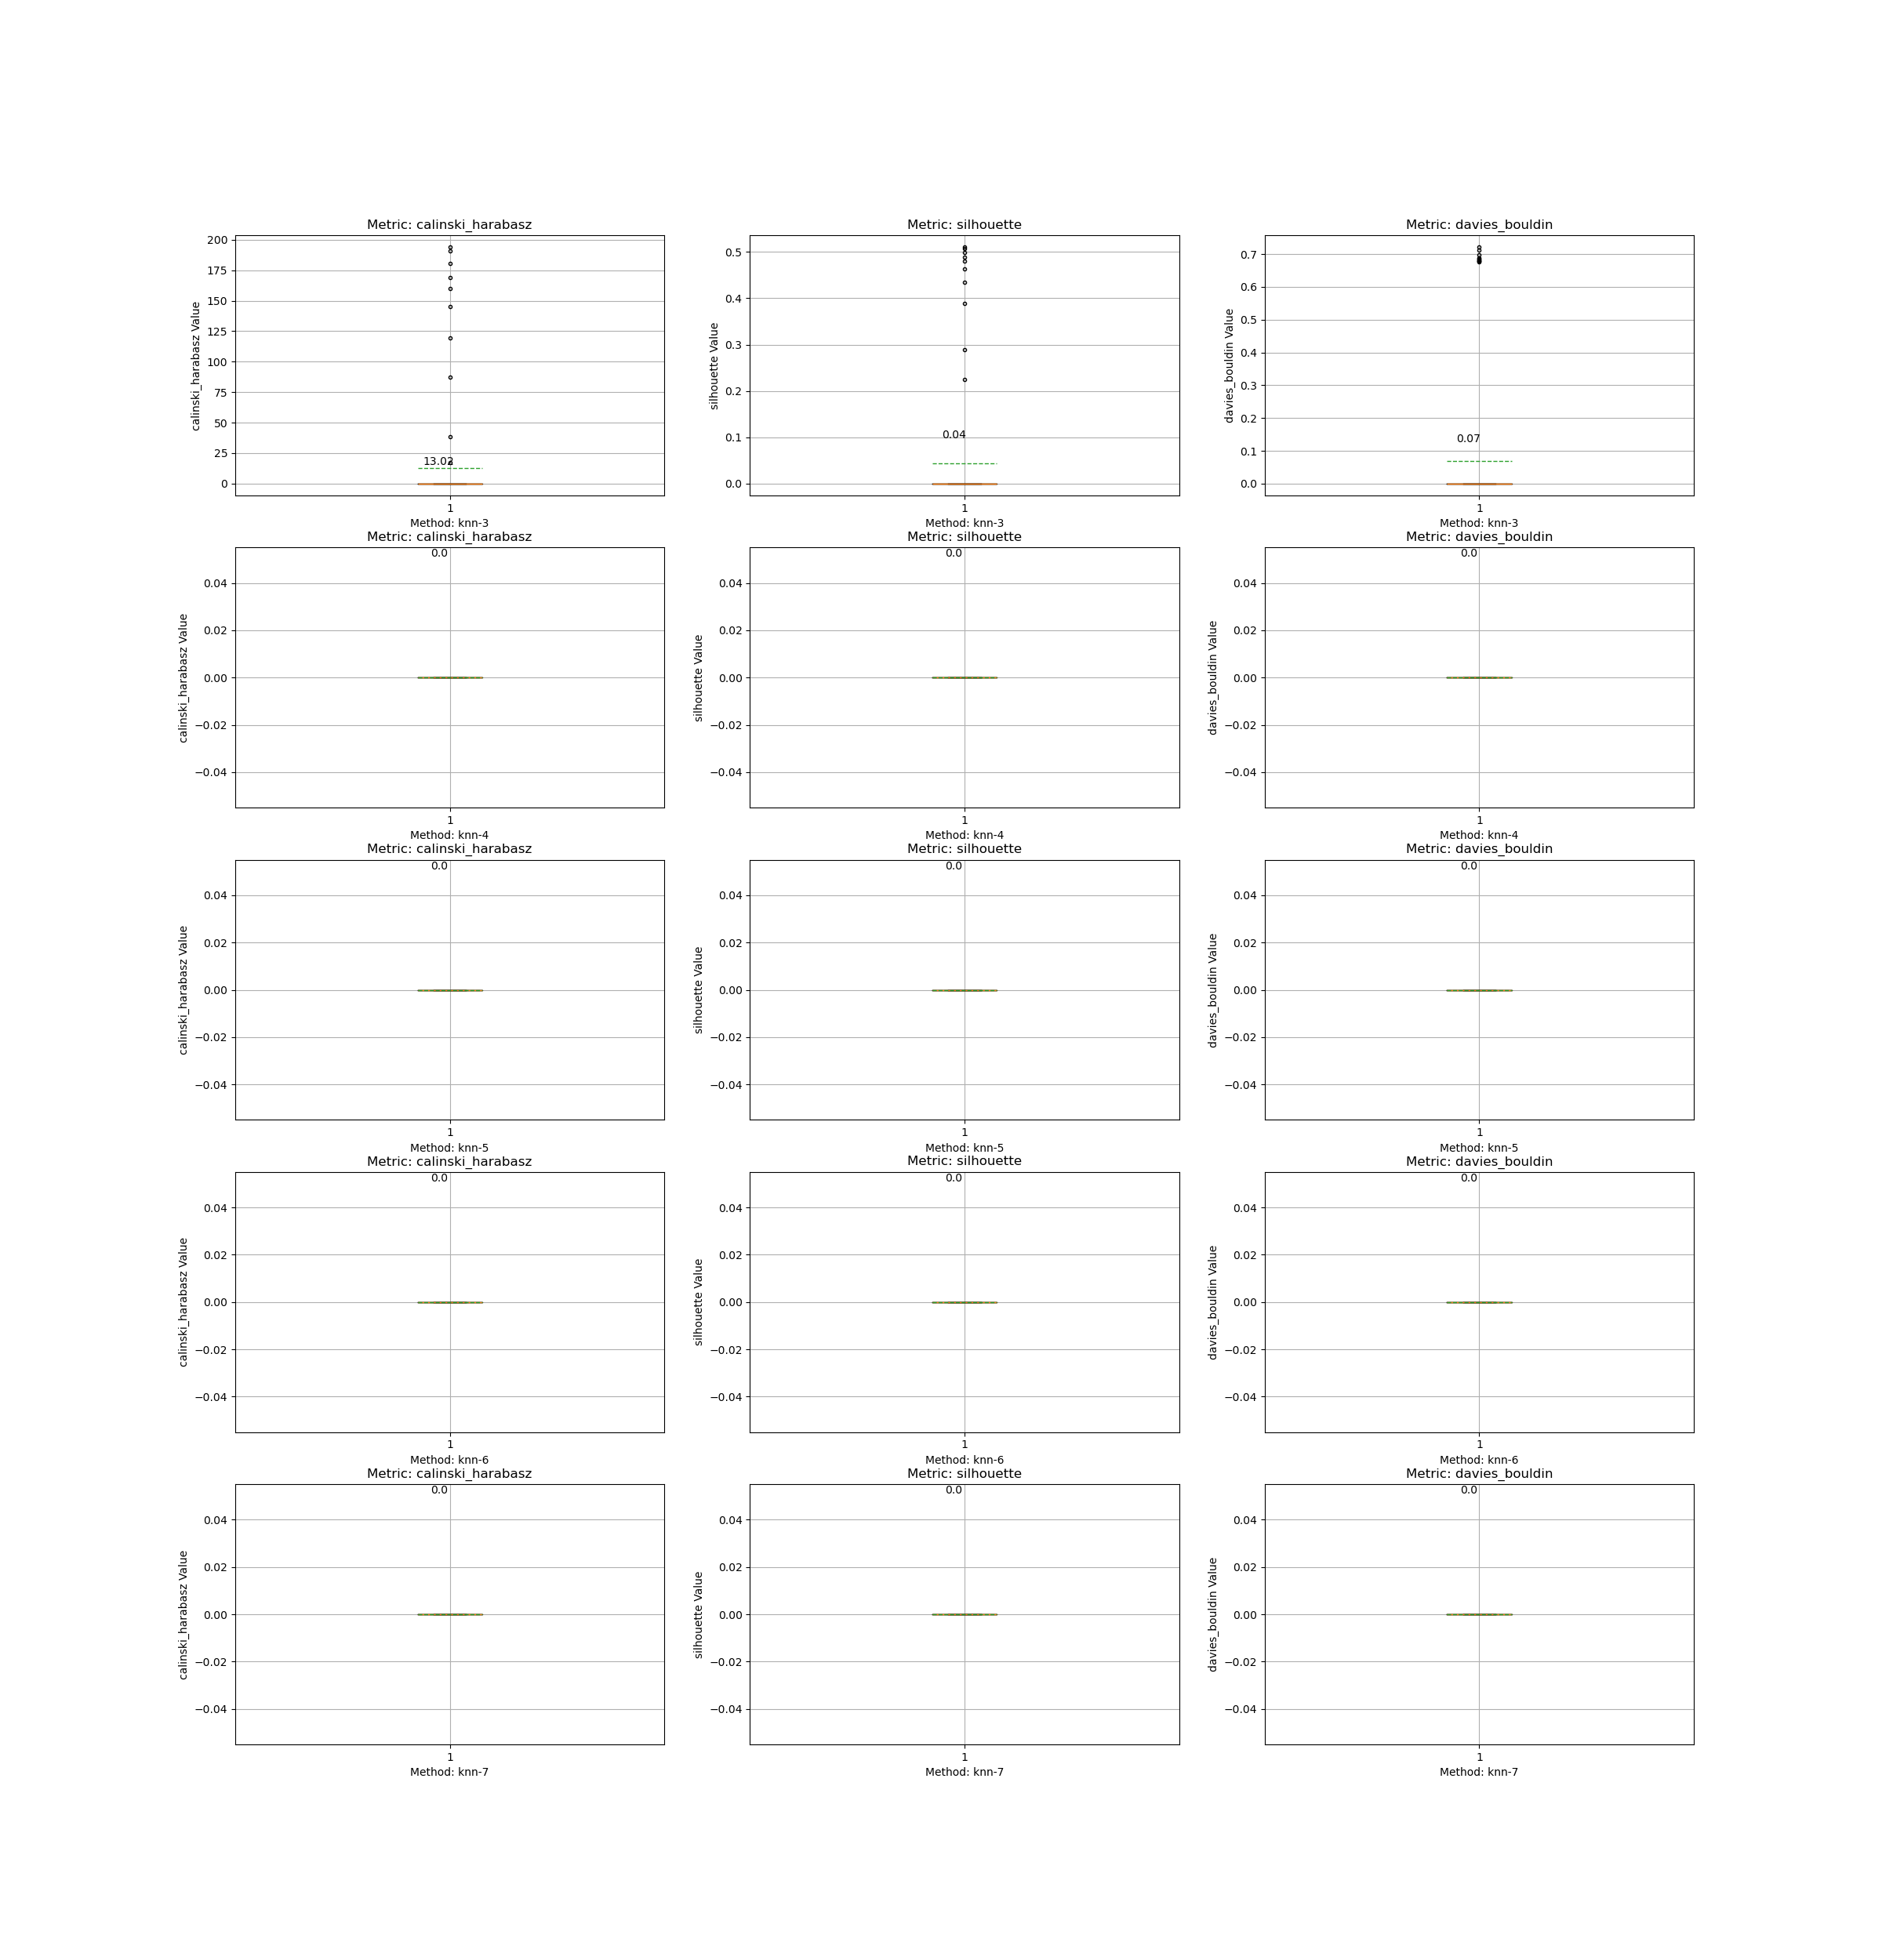 Metric: calinski_harabasz
Metric: silhouette
Metric: davies_bouldin
200
175
150
125
100
75
50
25
0
calinski_harabasz Value
13.02
1
Method: knn-3
0.5
0.4
0.3
0.2
0.1
0.0
silhouette Value
0.04
1
Method: knn-3
0.7
0.6
0.5
0.4
0.3
0.2
0.1
0.0
davies_bouldin Value
0.07
1
Method: knn-3
Metric: calinski_harabasz
0.0
0.04
0.02
0.00
−0.02
−0.04
calinski_harabasz Value
1
Method: knn-4
Metric: silhouette
0.0
0.04
0.02
0.00
−0.02
−0.04
silhouette Value
1
Method: knn-4
Metric: davies_bouldin
0.0
0.04
0.02
0.00
−0.02
−0.04
davies_bouldin Value
1
Method: knn-4
Metric: calinski_harabasz
0.0
0.04
0.02
0.00
−0.02
−0.04
calinski_harabasz Value
1
Method: knn-5
Metric: silhouette
0.0
0.04
0.02
0.00
−0.02
−0.04
silhouette Value
1
Method: knn-5
Metric: davies_bouldin
0.0
0.04
0.02
0.00
−0.02
−0.04
davies_bouldin Value
1
Method: knn-5
Metric: calinski_harabasz
0.0
0.04
0.02
0.00
−0.02
−0.04
calinski_harabasz Value
1
Method: knn-6
Metric: silhouette
0.0
0.04
0.02
0.00
−0.02
−0.04
silhouette Value
1
Method: knn-6
Metric: davies_bouldin
0.0
0.04
0.02
0.00
−0.02
−0.04
davies_bouldin Value
1
Method: knn-6
Metric: calinski_harabasz
0.0
0.04
0.02
0.00
−0.02
−0.04
calinski_harabasz Value
1
Method: knn-7
Metric: silhouette
0.0
0.04
0.02
0.00
−0.02
−0.04
silhouette Value
1
Method: knn-7
Metric: davies_bouldin
0.0
0.04
0.02
0.00
−0.02
−0.04
davies_bouldin Value
1
Method: knn-7